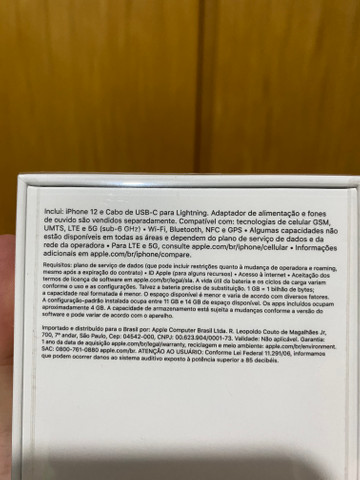 Inclui: iPhone 12 e Cabo de USB-C para Lightning. Adaptador de alimentação e fones
de ouvido são vendidos separadamente. Compatível com: tecnologias de celular GSM,
UMTS, LTE e 5G (sub-6 GHz) • Wi-Fi, Bluetooth, NFC e GPS • Algumas capacidades não
estão disponíveis em todas as áreas e dependem do plano de serviço de dados e da
rede da operadora • Para LTE e 5G, consulte apple.com/br/iphone/cellular • Informações
adicionais em apple.com/br/iphone/compare.
Requisitos: plano de serviço de dados (que pode incluir restrições quanto à mudança de operadora e roaming,
mesmo após a expiração do contrato) • ID Apple (para alguns recursos) • Acesso à internet • Aceitação dos
termos de licença de software em apple.com/br/legal/sla. A vida útil da bateria e os ciclos da carga variam
conforme o uso e as configurações. Talvez a bateria precise de substituição. 1 GB = 1 bilhão de bytes;
a capacidade real formatada é menor. O espaço disponível é menor e varia de acordo com diversos fatores.
A configuração-padrão instalada ocupa entre 11 GB e 14 GB de espaço disponível. Os apps incluídos ocupam
aproximadamente 4 GB. A capacidade de armazenamento está sujeita a mudanças conforme a versão do
software e pode variar de acordo com o aparelho.
Importado e distribuído para o Brasil por: Apple Computer Brasil Ltda. R. Leopoldo Couto de Magalhães Jr,
700, 7º andar, São Paulo, Cep: 04542-000, CNPJ: 00.623.904/0001-73. Validade: Não aplicável. Garantia:
1 ano da data de aquisição apple.com/br/legal/warranty, reciclagem e meio ambiente: apple.com/br/environment.
SAC: 0800-761-0880 apple.com.br. ATENÇÃO AO USUÁRIO: Conforme Lei Federal 11.291/06, informamos
que podem ocorrer danos ao sistema auditivo exposto à potência superior a 85 decibéis.